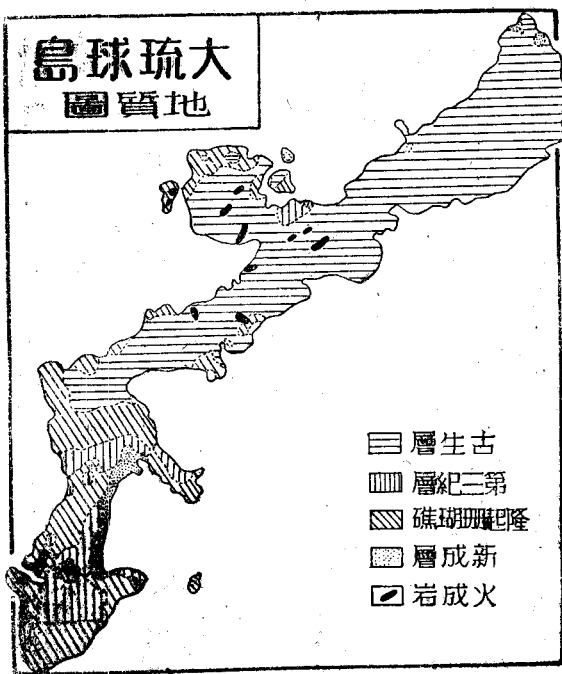 大琉球島
地質圖
古生層
第三紀層
隆起珊瑚礁
新成層
火成岩